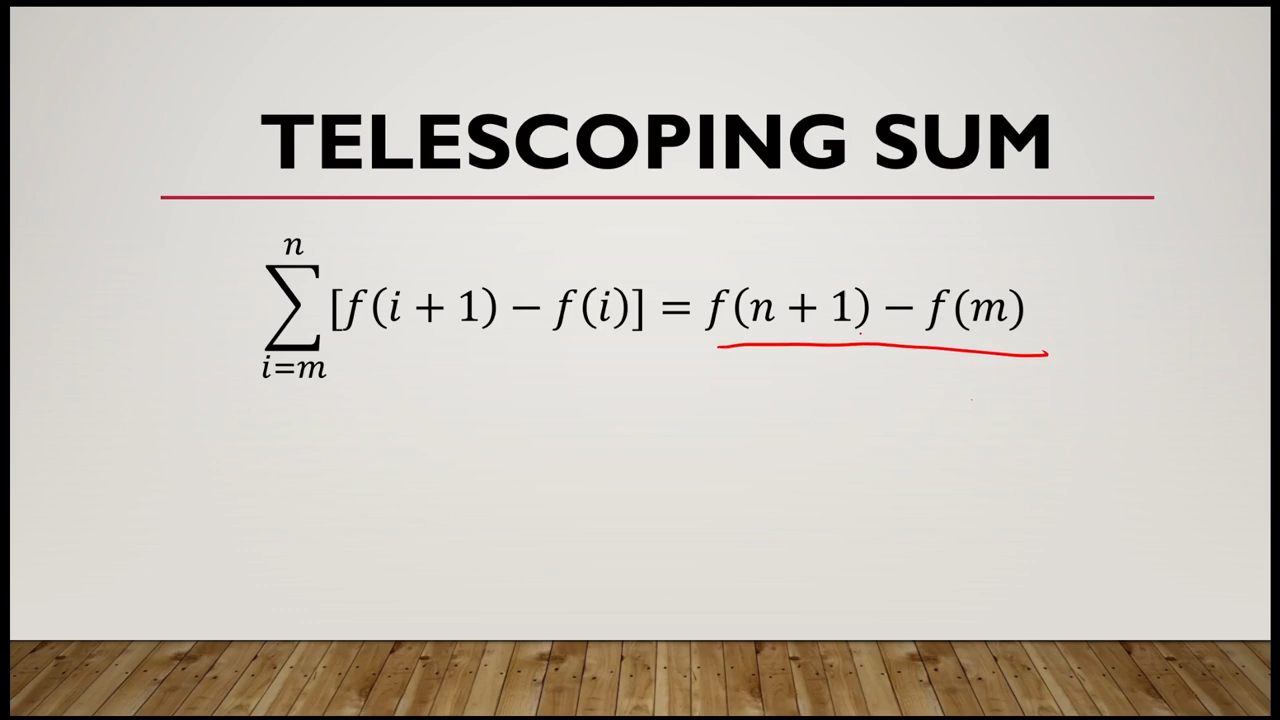 TELESCOPING SUM
n
∑ [f(i + 1) − f(i)] = f(n + 1) − f(m)
i=m